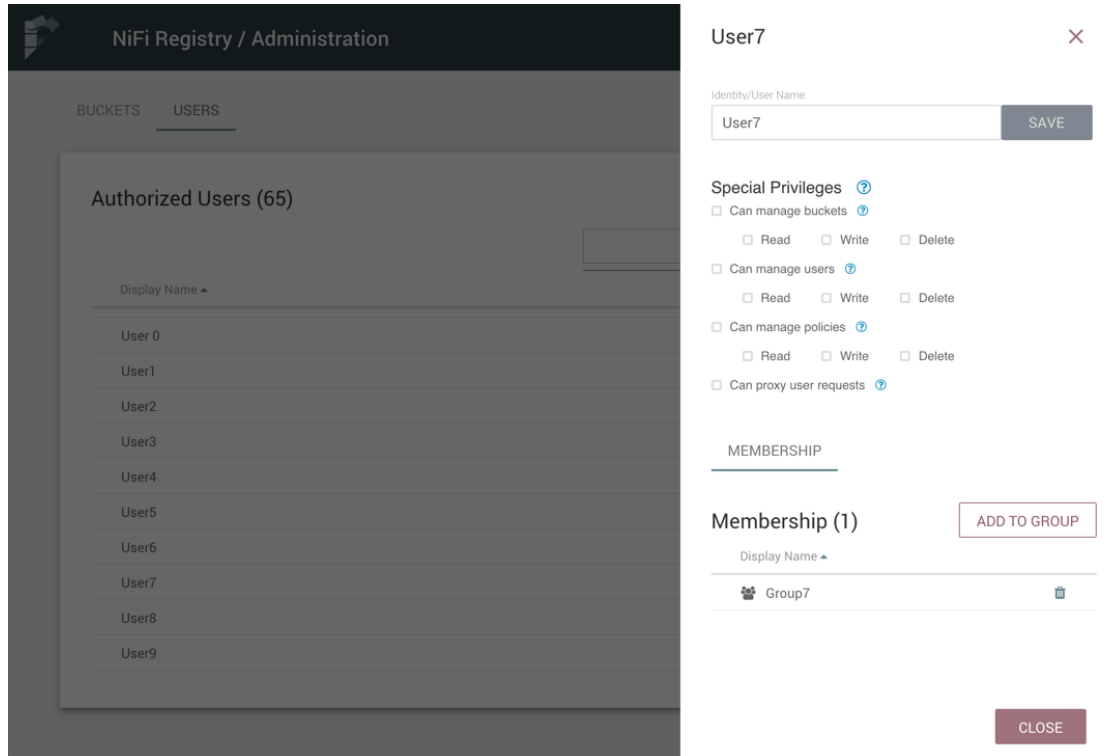 NiFi Registry / Administration
BUCKETS USERS
Authorized Users (65)
Display Name
User 0
User1
User2
User3
User4
User5
User6
User7
User8
User9
User7
Identity/User Name
User7 SAVE
Special Privileges ?
Can manage buckets ?
Read Write Delete
Can manage users ?
Read Write Delete
Can manage policies ?
Read Write Delete
Can proxy user requests ?
MEMBERSHIP
Membership (1) ADD TO GROUP
Display Name
Group7
CLOSE